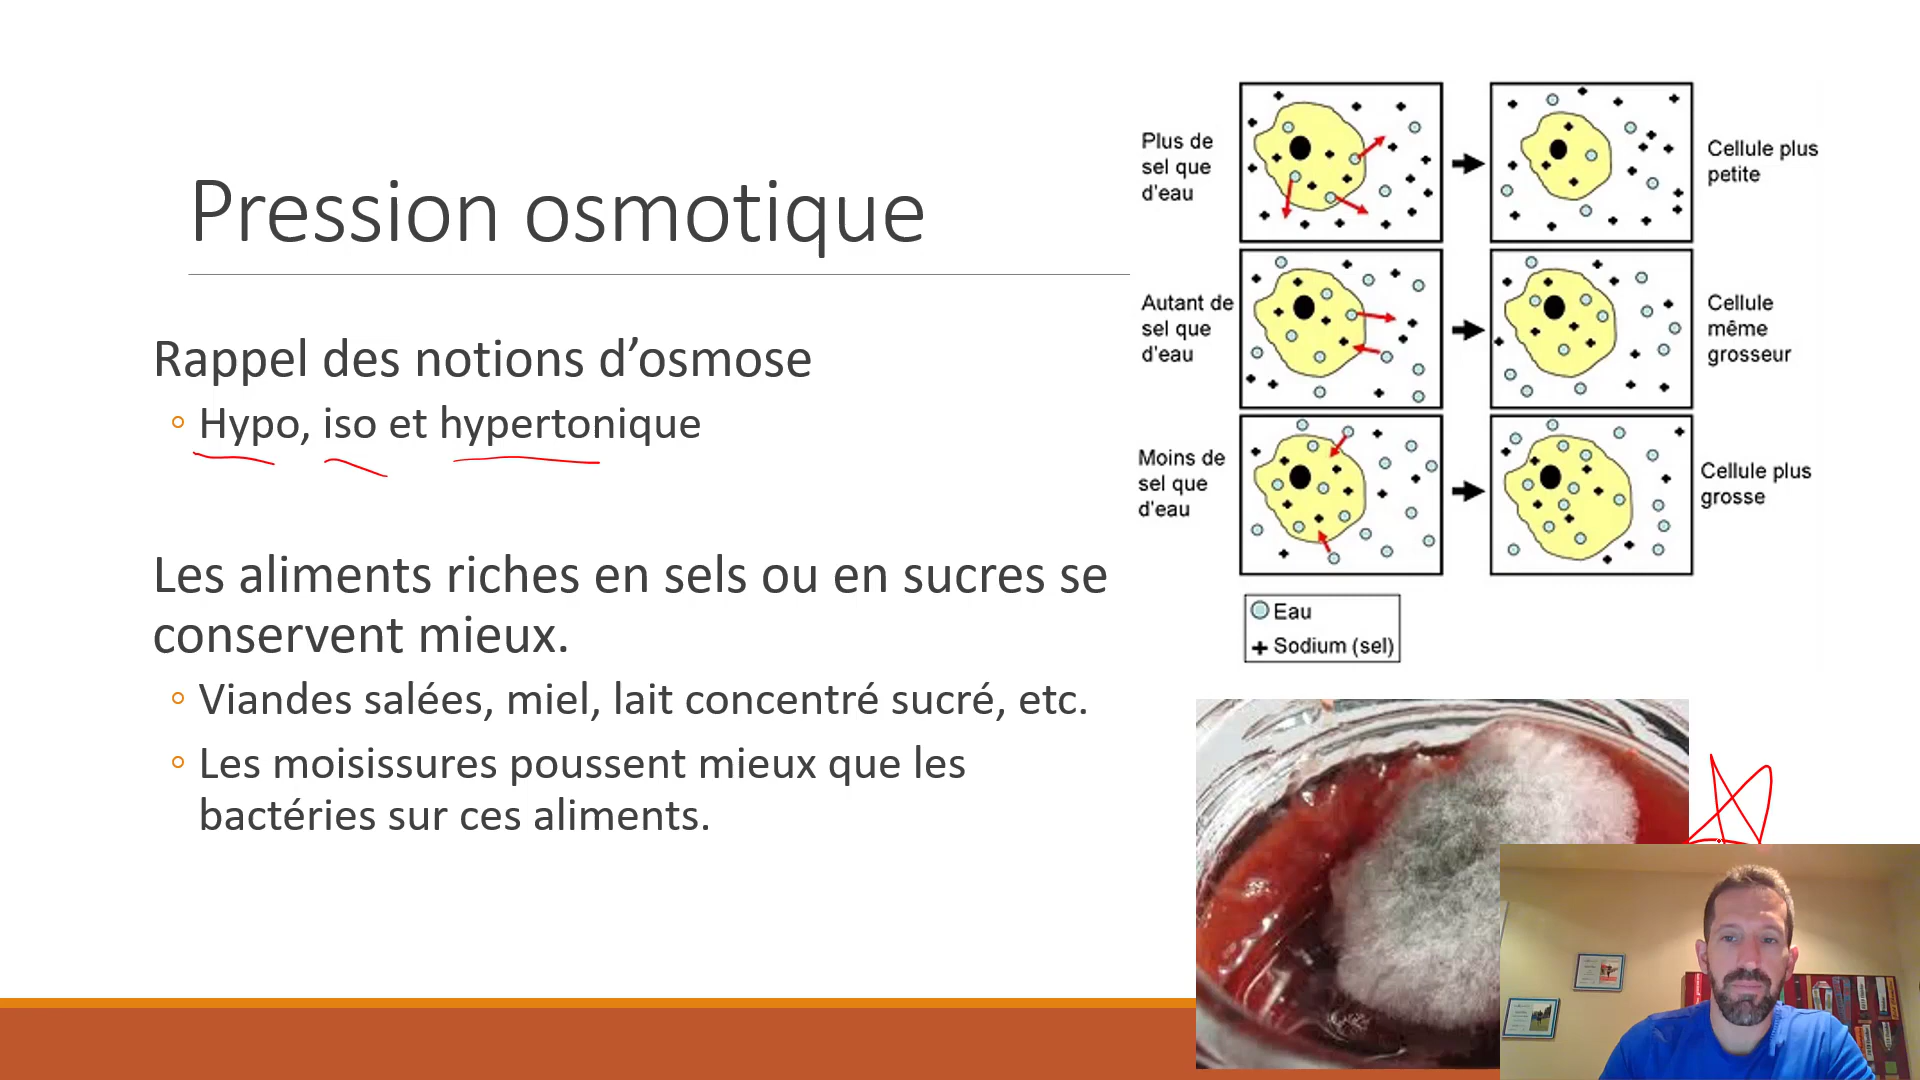 Pression osmotique
Rappel des notions d’osmose
Hypo, iso et hypertonique
Les aliments riches en sels ou en sucres se
conservent mieux.
Viandes salées, miel, lait concentré sucré, etc.
Les moisissures poussent mieux que les
bactéries sur ces aliments.
Plus de
sel que
d'eau
Cellule plus
petite
Autant de
sel que
d'eau
Cellule
même
grosseur
Moins de
sel que
d'eau
Cellule plus
grosse
Eau
Sodium (sel)